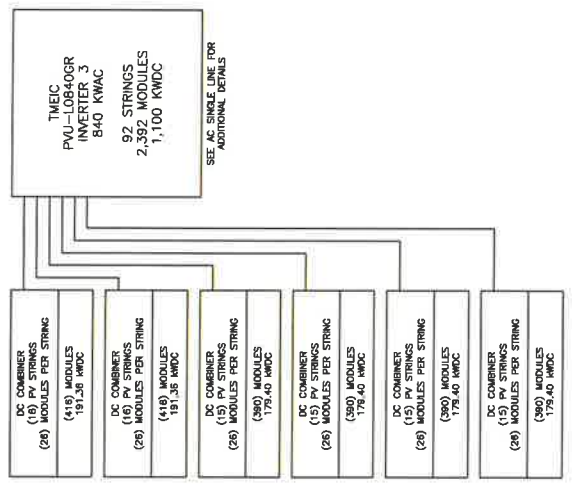 TMEIC
PVU-L0840GR
INVERTER 3
840 KWAC
92 STRINGS
2,392 MODULES
1,100 KWDC
SEE AC SINGLE LINE FOR
ADDITIONAL DETAILS
DC COMBINER
(16) PV STRINGS
(26) MODULES PER STRING
(416) MODULES
191.36 kWDC
DC COMBINER
(16) PV STRINGS
(26) MODULES PER STRING
(416) MODULES
191.36 kWDC
DC COMBINER
(15) PV STRINGS
(26) MODULES PER STRING
(390) MODULES
179.40 kWDC
DC COMBINER
(15) PV STRINGS
(26) MODULES PER STRING
(390) MODULES
179.40 kWDC
DC COMBINER
(15) PV STRINGS
(26) MODULES PER STRING
(390) MODULES
179.40 kWDC
DC COMBINER
(15) PV STRINGS
(26) MODULES PER STRING
(390) MODULES
179.40 kWDC